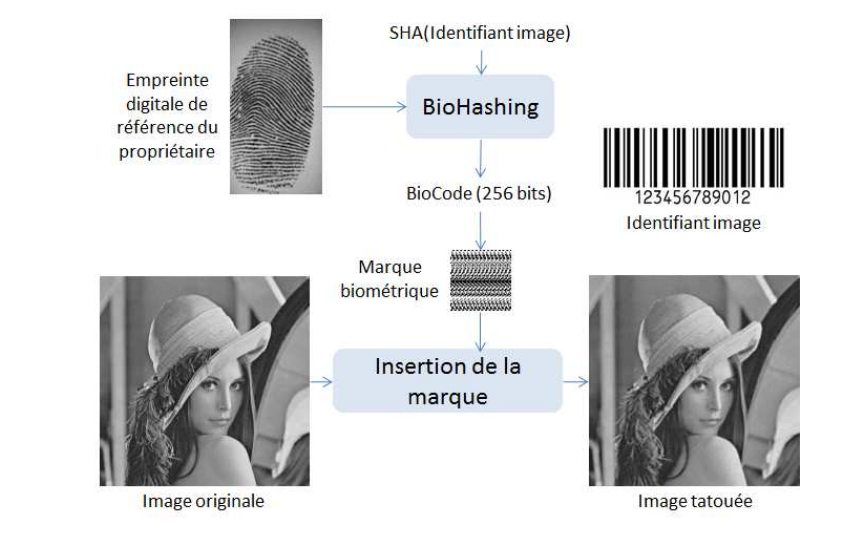 SHA(Identifiant image)
Empreinte
digitale de
référence du
propriétaire
BioHashing
BioCode (256 bits)
123456789012
Identifiant image
Marque
biométrique
Insertion de la
marque
Image originale
Image tatouée